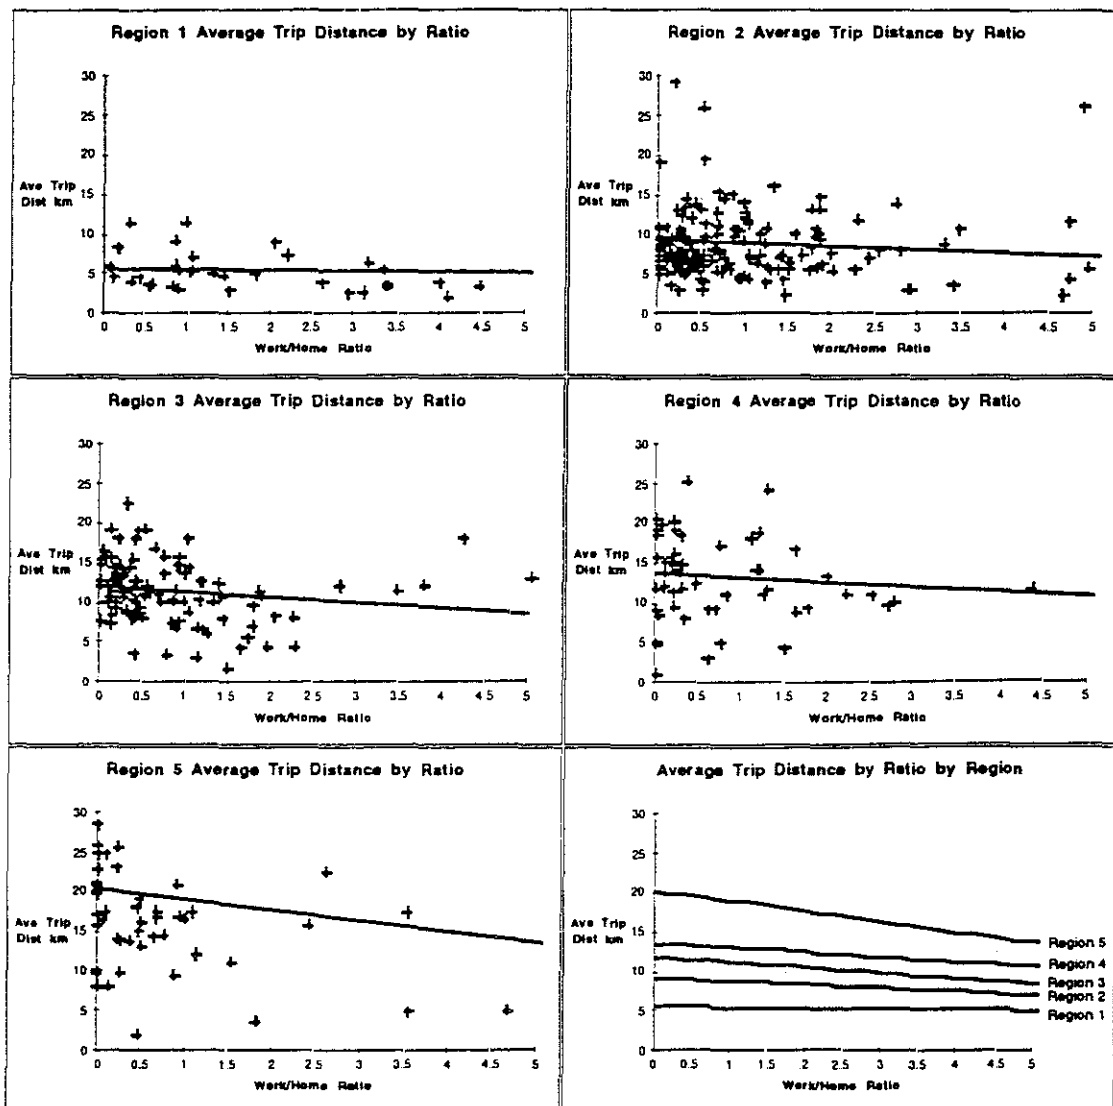 Region 1 Average Trip Distance by Ratio
30
25
20
Ave Trip
Dist km
15
10
5
0
0 0.5 1 1.5 2 2.5 3 3.5 4 4.5 5
Work/Home Ratio
Region 2 Average Trip Distance by Ratio
30
25
20
Ave Trip
Dist km
15
10
5
0
0 0.5 1 1.5 2 2.5 3 3.5 4 4.5 5
Work/Home Ratio
Region 3 Average Trip Distance by Ratio
30
25
20
Ave Trip
Dist km
15
10
5
0
0 0.5 1 1.5 2 2.5 3 3.5 4 4.5 5
Work/Home Ratio
Region 4 Average Trip Distance by Ratio
30
25
20
Ave Trip
Dist km
15
10
5
0
0 0.5 1 1.5 2 2.5 3 3.5 4 4.5 5
Work/Home Ratio
Region 5 Average Trip Distance by Ratio
30
25
20
Ave Trip
Dist km
15
10
5
0
0 0.5 1 1.5 2 2.5 3 3.5 4 4.5 5
Work/Home Ratio
Average Trip Distance by Ratio by Region
30
25
20
Ave Trip
Dist km
15
10
5
0
Region 5
Region 4
Region 3
Region 2
Region 1
0 0.5 1 1.5 2 2.5 3 3.5 4 4.5 5
Work/Home Ratio